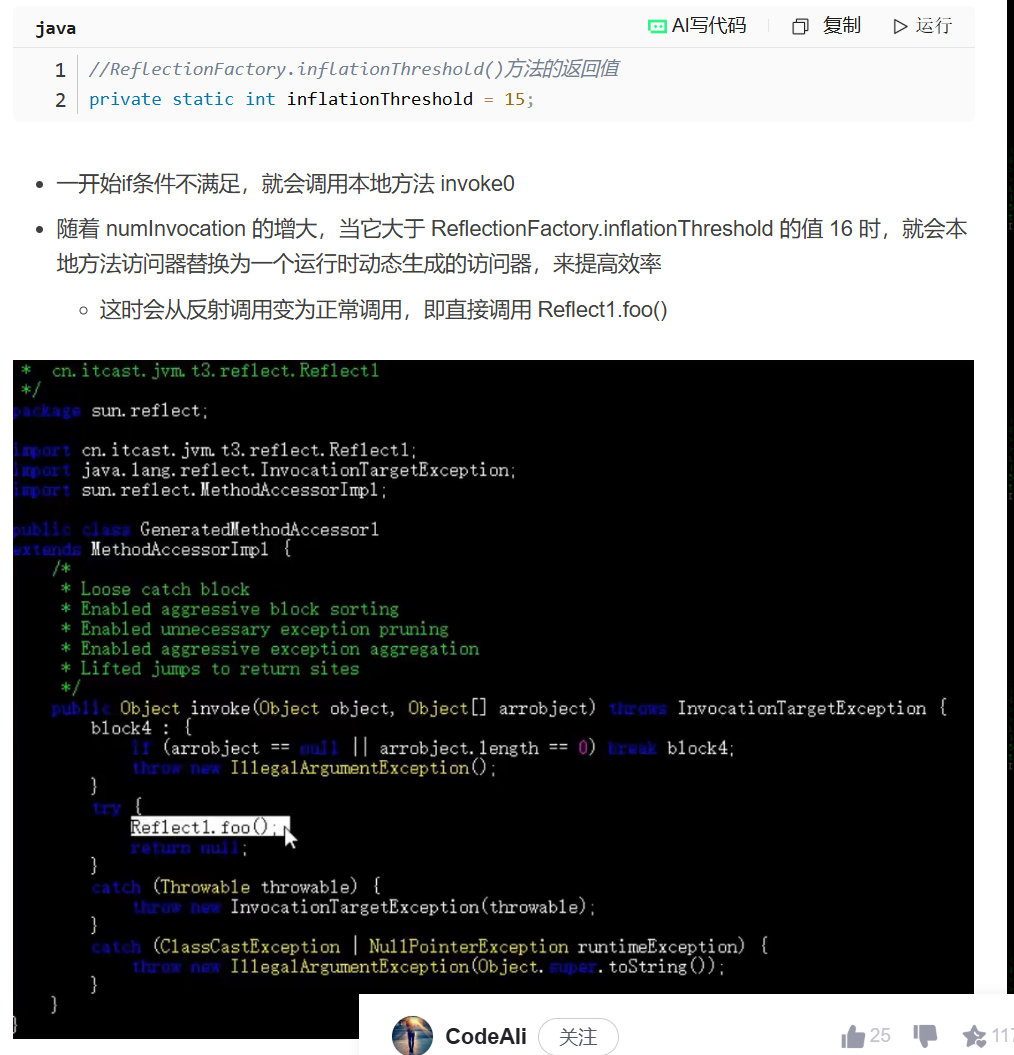 java
AI写代码
复制
运行
1 //ReflectionFactory.inflationThreshold()方法的返回值
2 private static int inflationThreshold = 15;
一开始if条件不满足，就会调用本地方法 invoke0
随着 numInvocation 的增大，当它大于 ReflectionFactory.inflationThreshold 的值 16 时，就会本
地方法访问器替换为一个运行时动态生成的访问器，来提高效率
这时会从反射调用变为正常调用，即直接调用 Reflect1.foo()
* cn.itcast.jvm.t3.reflect.Reflect1
*/
package sun.reflect;
import cn.itcast.jvm.t3.reflect.Reflect1;
import java.lang.reflect.InvocationTargetException;
import sun.reflect.MethodAccessorImpl;
public class GeneratedMethodAccessor1
extends MethodAccessorImpl {
/*
* Loose catch block
* Enabled aggressive block sorting
* Enabled unnecessary exception pruning
* Enabled aggressive exception aggregation
* Lifted jumps to return sites
*/
public Object invoke(Object object, Object[] arrobject) throws InvocationTargetException {
block4 : {
if (arrobject == null || arrobject.length == 0) break block4;
throw new IllegalArgumentException();
}
try {
Reflect1.foo();
return null;
}
catch (Throwable throwable) {
throw new InvocationTargetException(throwable);
}
catch (ClassCastException | NullPointerException runtimeException) {
throw new IllegalArgumentException(Object.super.toString());
}
}
}
CodeAli
关注
25
117